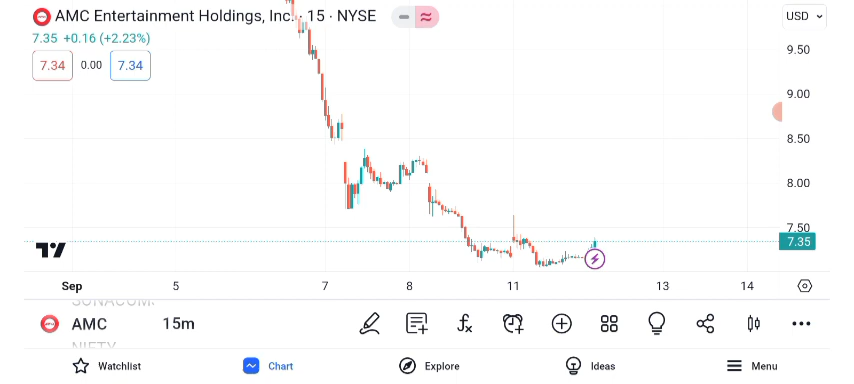 AMC Entertainment Holdings, Inc. · 15 · NYSE
USD
7.35 +0.16 (+2.23%)
7.34 0.00 7.34
9.50
9.00
8.50
8.00
7.50
7.35
Sep 5 7 8 11 13 14
AMC 15m
NIFTY
Watchlist Chart Explore Ideas Menu